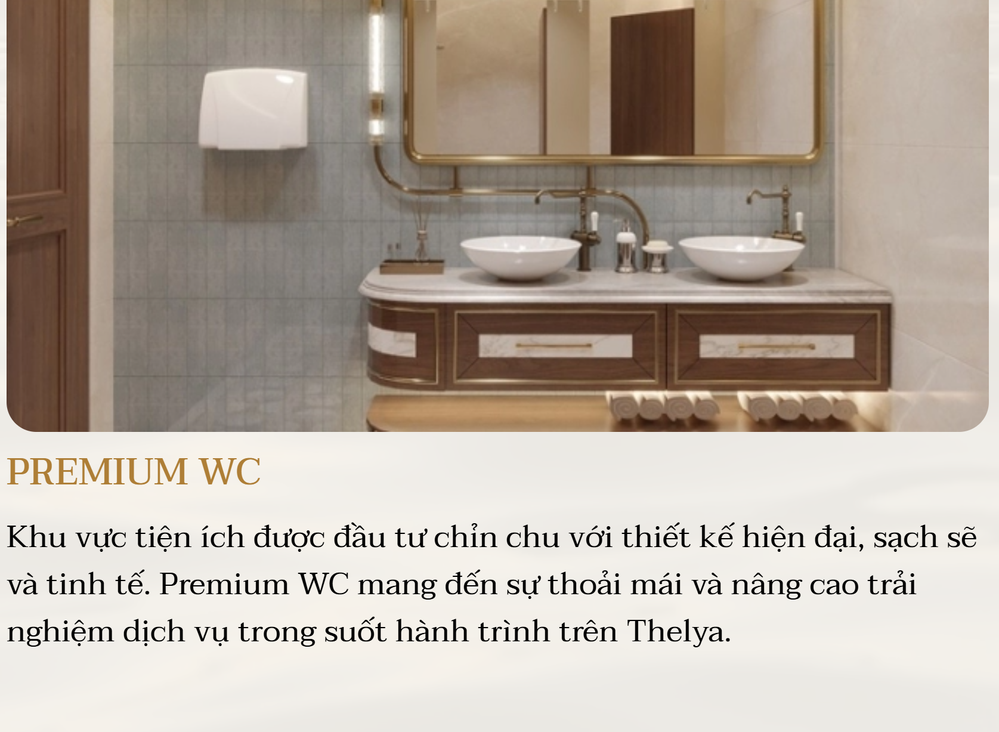 PREMIUM WC
Khu vực tiện ích được đầu tư chỉn chu với thiết kế hiện đại, sạch sẽ
và tinh tế. Premium WC mang đến sự thoải mái và nâng cao trải
nghiệm dịch vụ trong suốt hành trình trên Thelya.